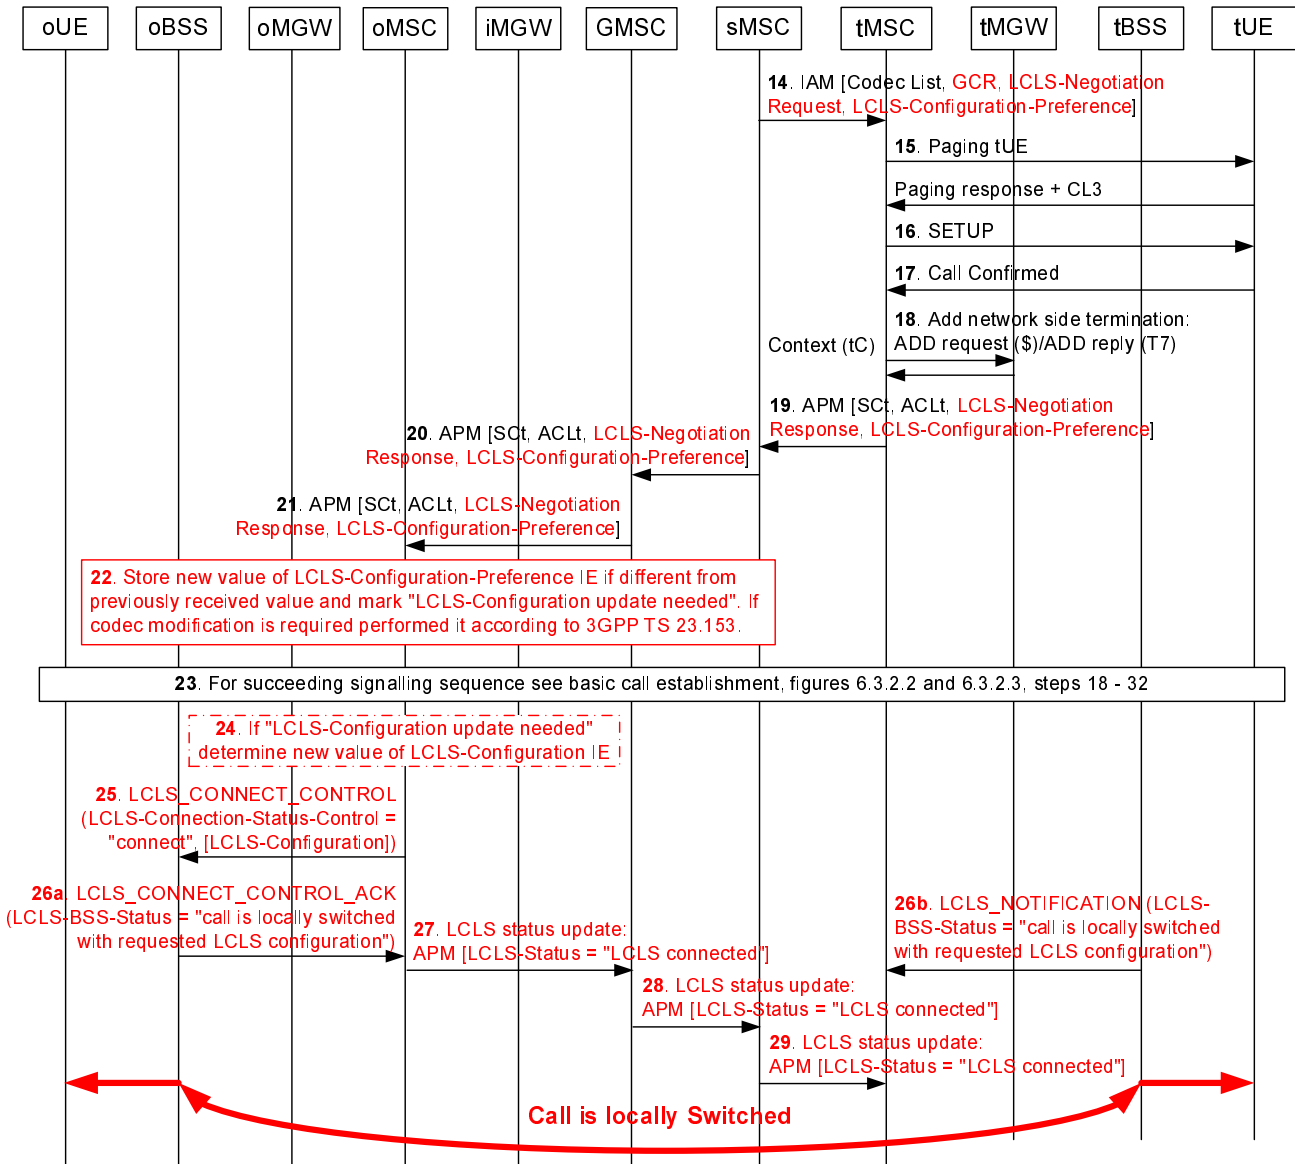 oUE oBSS oMGW oMSC iMGW GMSC sMSC tMSC tMGW tBSS tUE
14. IAM [Codec List, GCR, LCLS-Negotiation
Request, LCLS-Configuration-Preference]
15. Paging tUE
Paging response + CL3
16. SETUP
17. Call Confirmed
18. Add network side termination:
Context (tC)
ADD request ($)/ADD reply (T7)
19. APM [SCt, ACLt, LCLS-Negotiation
Response, LCLS-Configuration-Preference]
20. APM [SCt, ACLt, LCLS-Negotiation
Response, LCLS-Configuration-Preference]
21. APM [SCt, ACLt, LCLS-Negotiation
Response, LCLS-Configuration-Preference]
22. Store new value of LCLS-Configuration-Preference IE if different from
previously received value and mark "LCLS-Configuration update needed". If
codec modification is required performed it according to 3GPP TS 23.153.
23. For succeeding signalling sequence see basic call establishment, figures 6.3.2.2 and 6.3.2.3, steps 18 - 32
24. If "LCLS-Configuration update needed"
determine new value of LCLS-Configuration IE
25. LCLS_CONNECT_CONTROL
(LCLS-Connection-Status-Control =
"connect", [LCLS-Configuration])
26a. LCLS_CONNECT_CONTROL_ACK
(LCLS-BSS-Status = "call is locally switched
with requested LCLS configuration")
26b. LCLS_NOTIFICATION (LCLS-
BSS-Status = "call is locally switched
with requested LCLS configuration")
27. LCLS status update:
APM [LCLS-Status = "LCLS connected"]
28. LCLS status update:
APM [LCLS-Status = "LCLS connected"]
29. LCLS status update:
APM [LCLS-Status = "LCLS connected"]
Call is locally Switched